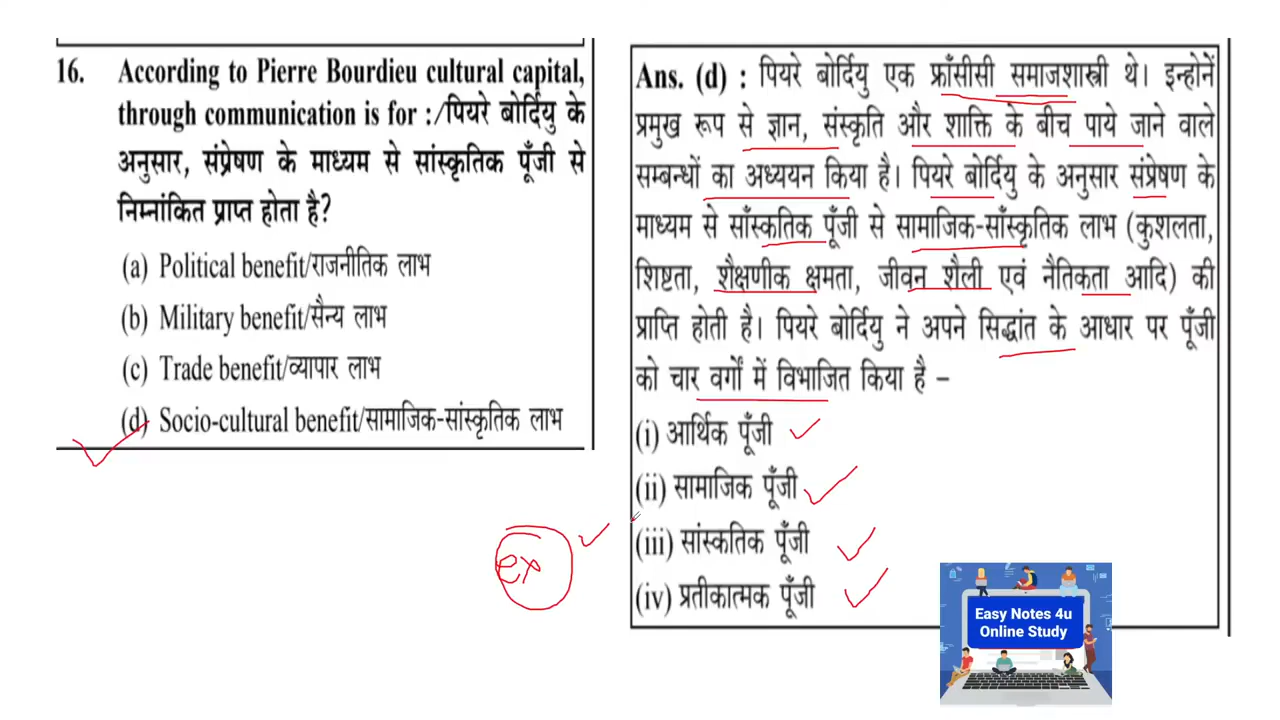 16. According to Pierre Bourdieu cultural capital,
through communication is for :/पियरे बोर्दियु के
अनुसार, संप्रेषण के माध्यम से सांस्कृतिक पूँजी से
निम्नांकित प्राप्त होता है?
(a) Political benefit/राजनीतिक लाभ
(b) Military benefit/सैन्य लाभ
(c) Trade benefit/व्यापार लाभ
(d) Socio-cultural benefit/सामाजिक-सांस्कृतिक लाभ
ex
Ans. (d) : पियरे बोर्दियु एक फ्राँसीसी समाजशास्त्री थे। इन्होनें
प्रमुख रूप से ज्ञान, संस्कृति और शाक्ति के बीच पाये जाने वाले
सम्बन्धों का अध्ययन किया है। पियरे बोर्दियु के अनुसार संप्रेषण के
माध्यम से साँस्कतिक पूँजी से सामाजिक-साँस्कृतिक लाभ (कुशलता,
शिष्टता, शैक्षणीक क्षमता, जीवन शैली एवं नैतिकता आदि) की
प्राप्ति होती है। पियरे बोर्दियु ने अपने सिद्धांत के आधार पर पूँजी
को चार वर्गों में विभाजित किया है –
(i) आर्थिक पूँजी
(ii) सामाजिक पूँजी
(iii) सांस्कतिक पूँजी
(iv) प्रतीकात्मक पूँजी
Easy Notes 4u
Online Study